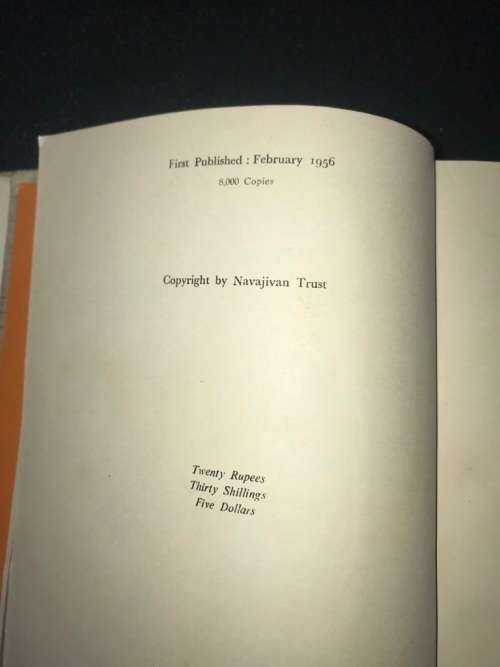 First Published : February 1956
8,000 Copies
Copyright by Navajivan Trust
Twenty Rupees
Thirty Shillings
Five Dollars